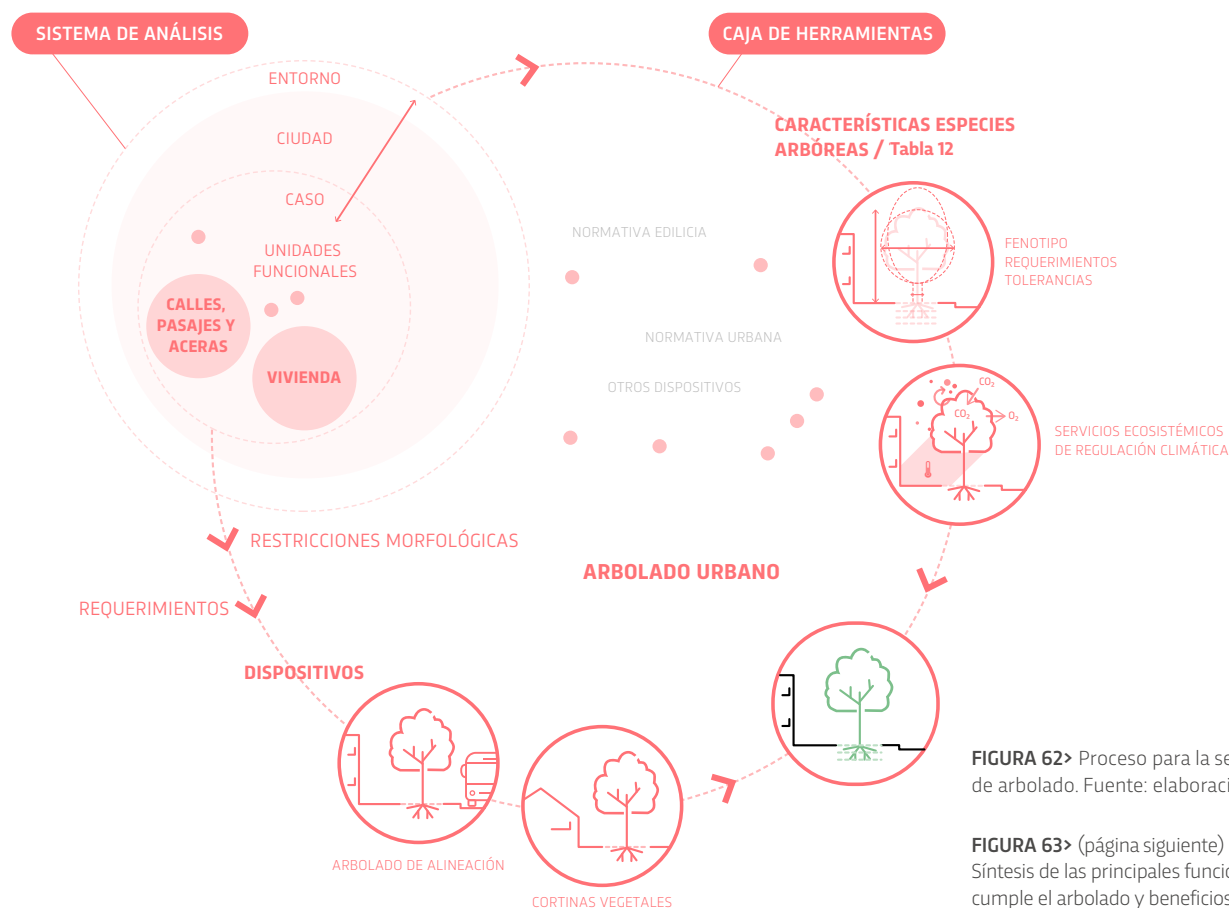 SISTEMA DE ANÁLISIS
CAJA DE HERRAMIENTAS
ENTORNO
CIUDAD
CASO
UNIDADES
FUNCIONALES
CALLES,
PASAJES Y
ACERAS
VIVIENDA
CARACTERÍSTICAS ESPECIES
ARBÓREAS / Tabla 12
NORMATIVA EDILICIA
NORMATIVA URBANA
OTROS DISPOSITIVOS
FENOTIPO
REQUERIMIENTOS
TOLERANCIAS
CO₂
CO₂
O₂
SERVICIOS ECOSISTÉMICOS
DE REGULACIÓN CLIMÁTICA
RESTRICCIONES MORFOLÓGICAS
ARBOLADO URBANO
REQUERIMIENTOS
DISPOSITIVOS
ARBOLADO DE ALINEACIÓN
CORTINAS VEGETALES
FIGURA 62> Proceso para la se
de arbolado. Fuente: elaboraci
FIGURA 63> (página siguiente)
Síntesis de las principales funci
cumple el arbolado y beneficios